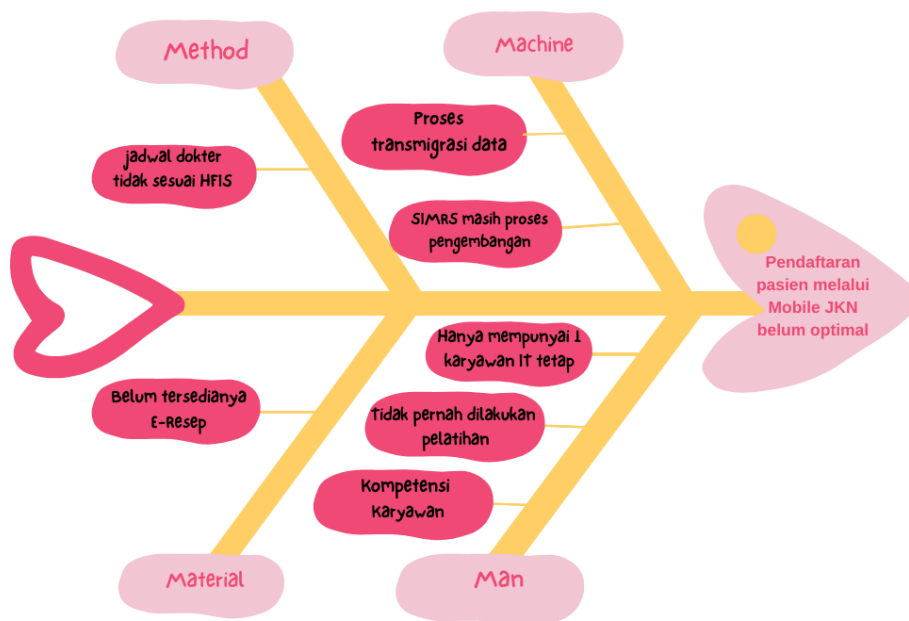 Method
Machine
Proses
transmigrasi data
jadwal dokter
tidak sesuai HFIS
SIMRS masih proses
pengembangan
Pendaftaran
pasien melalui
Mobile JKN
belum optimal
Hanya mempunyai 1
karyawan IT tetap
Belum tersedianya
E-Resep
Tidak pernah dilakukan
pelatihan
Kompetensi
Karyawan
Material
Man